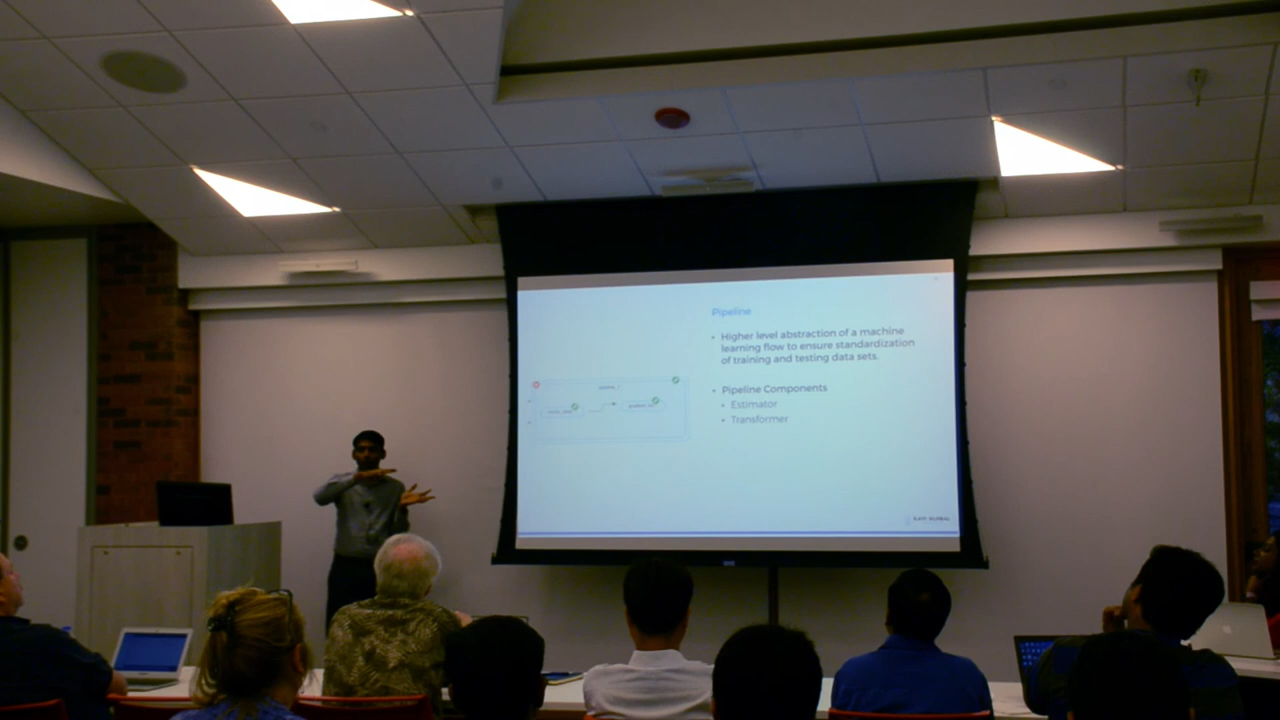 Pipeline
• Higher level abstraction of a machine
learning flow to ensure standardization
of training and testing data sets.
• Pipeline Components
• Estimator
• Transformer